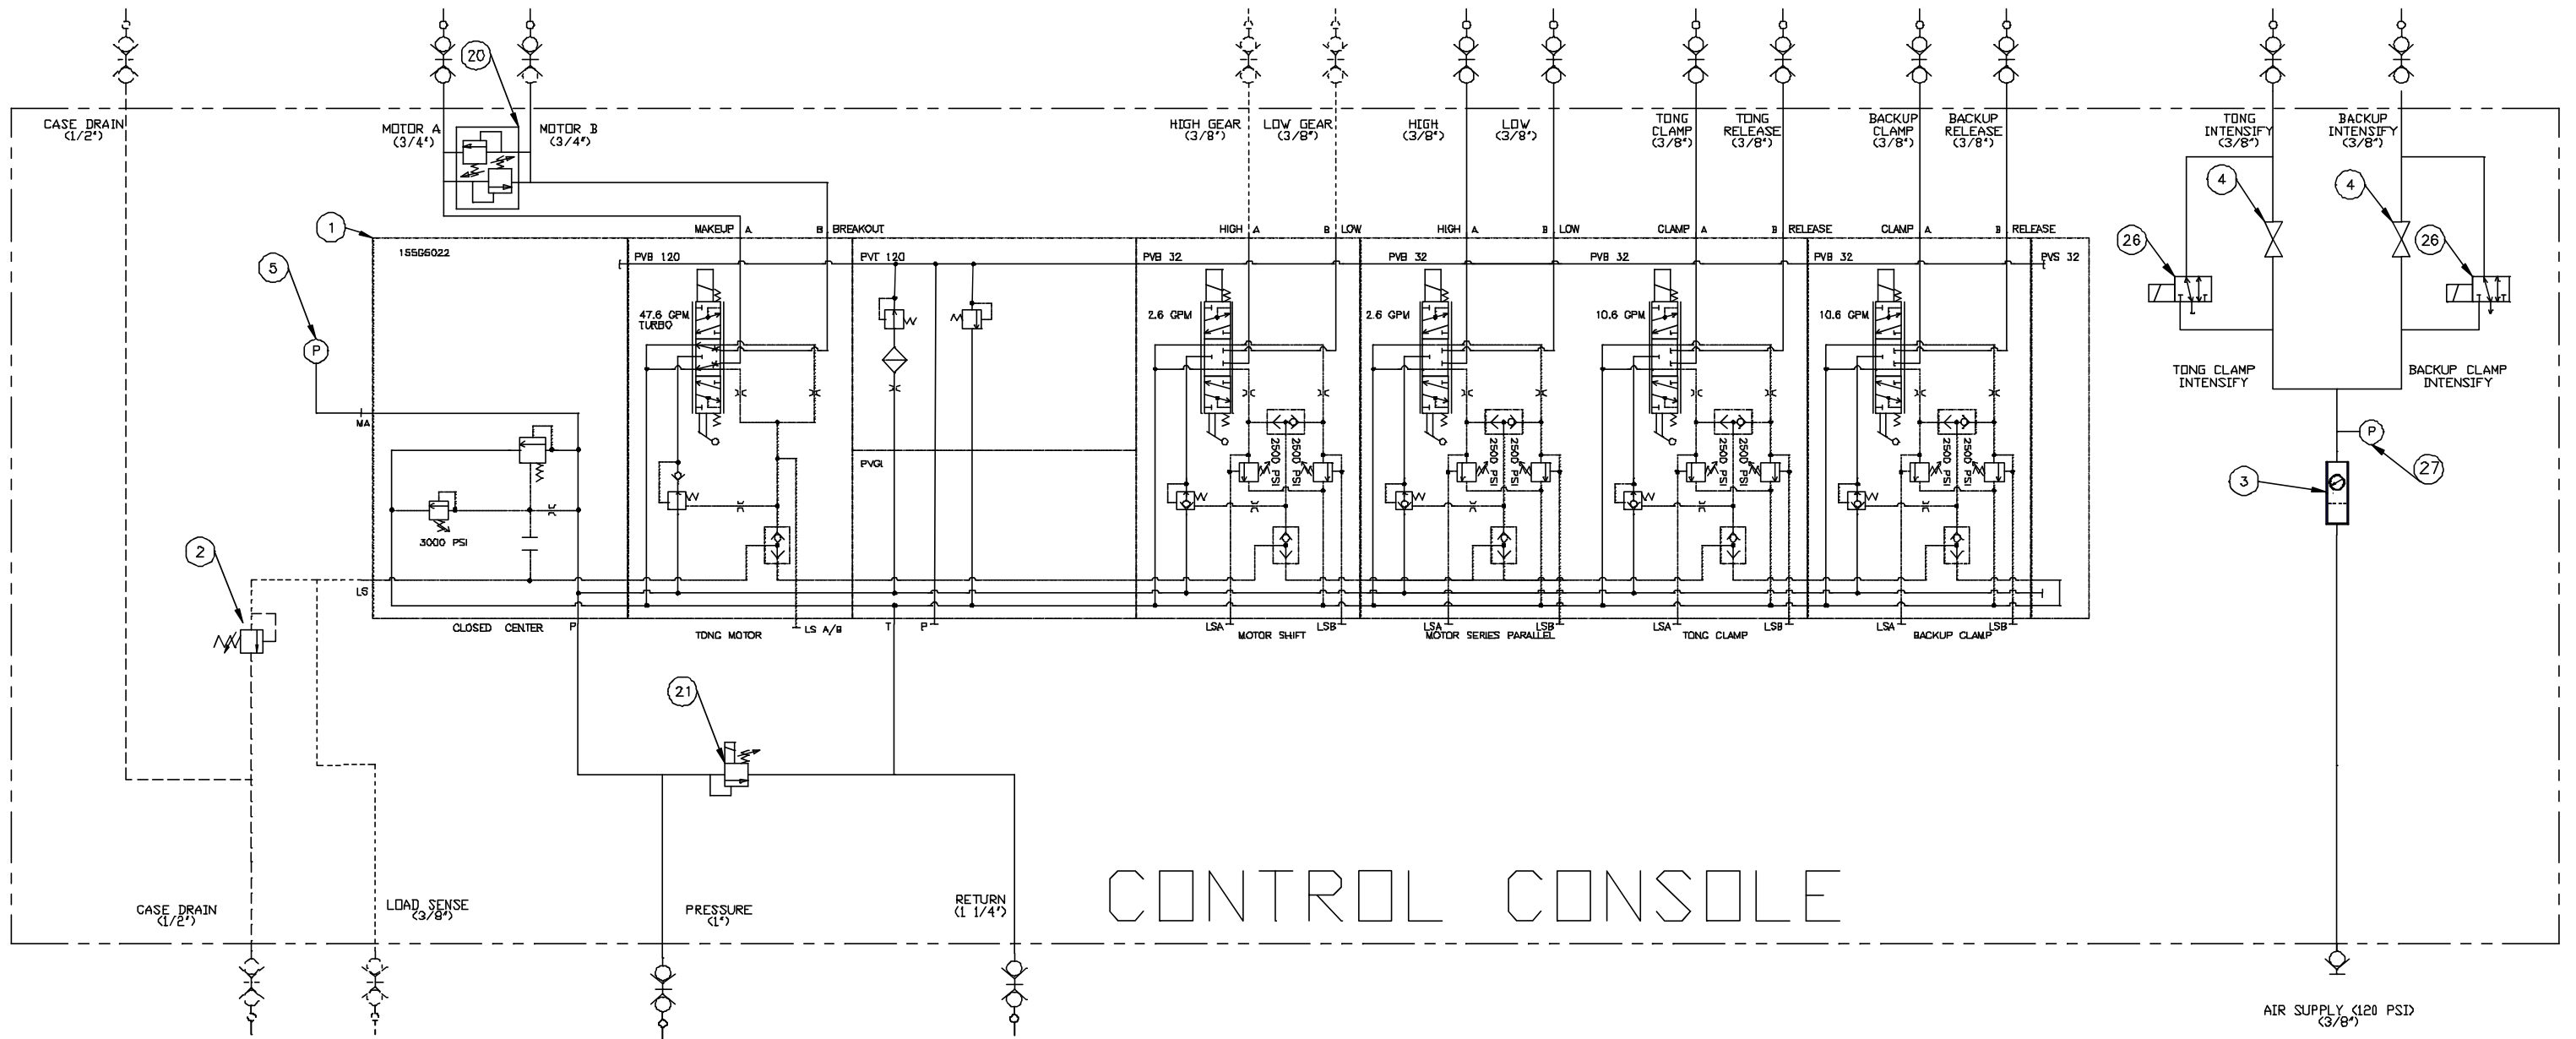 20
CASE DRAIN
(1/2")
MOTOR A
(3/4")
MOTOR B
(3/4")
HIGH GEAR
(3/8")
LOW GEAR
(3/8")
HIGH
(3/8")
LOW
(3/8")
TONG
CLAMP
(3/8")
TONG
RELEASE
(3/8")
BACKUP
CLAMP
(3/8")
BACKUP
RELEASE
(3/8")
TONG
INTENSIFY
(3/8")
BACKUP
INTENSIFY
(3/8")
4
4
1
MAKEUP A
B BREAKOUT
HIGH A
B LOW
HIGH A
B LOW
CLAMP A
B RELEASE
CLAMP A
B RELEASE
26
26
5
155G5022
PVB 120
PVT 120
PVB 32
PVB 32
PVB 32
PVB 32
PVS 32
47.6 GPM
TURBO
2.6 GPM
2.6 GPM
10.6 GPM
10.6 GPM
P
TONG CLAMP
INTENSIFY
BACKUP CLAMP
INTENSIFY
MA
P
27
3
PVGI
2500 PSI
2500 PSI
2500 PSI
2500 PSI
2500 PSI
2500 PSI
2500 PSI
2500 PSI
3000 PSI
2
LS
CLOSED CENTER
P
TONG MOTOR
LS A/B
T
P
LSA
MOTOR SHIFT
LSB
LSA
MOTOR SERIES PARALLEL
LSB
LSA
TONG CLAMP
LSB
LSA
BACKUP CLAMP
LSB
21
CASE DRAIN
(1/2")
LOAD SENSE
(3/8")
PRESSURE
(1")
RETURN
(1 1/4")
CONTROL CONSOLE
AIR SUPPLY (120 PSI)
(3/8")